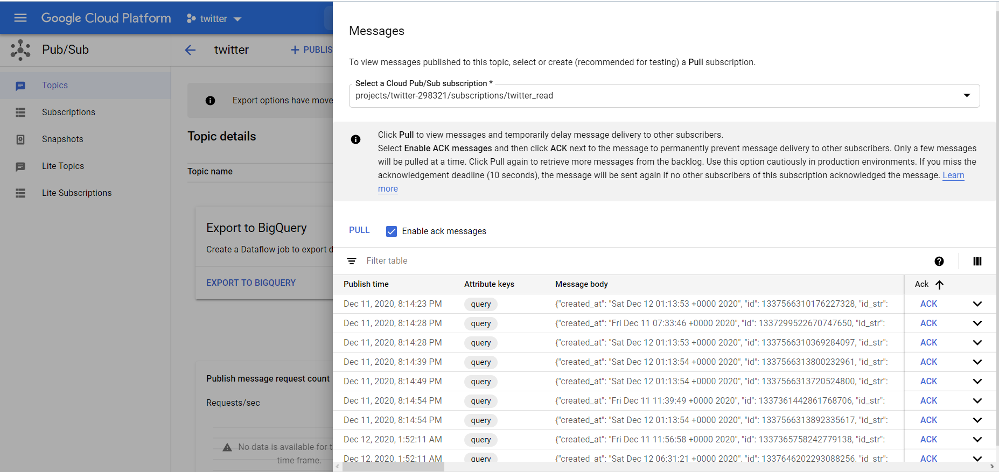 Google Cloud Platform
twitter
Pub/Sub
Topics
Subscriptions
Snapshots
Lite Topics
Lite Subscriptions
twitter
+ PUBLIS
Export options have move
Topic details
Topic name
Export to BigQuery
Create a Dataflow job to export d
EXPORT TO BIGQUERY
Publish message request count
Requests/sec
No data is available for t
time frame.
Messages
To view messages published to this topic, select or create (recommended for testing) a Pull subscription.
Select a Cloud Pub/Sub subscription *
projects/twitter-298321/subscriptions/twitter_read
Click Pull to view messages and temporarily delay message delivery to other subscribers.
Select Enable ACK messages and then click ACK next to the message to permanently prevent message delivery to other subscribers. Only a few messages
will be pulled at a time. Click Pull again to retrieve more messages from the backlog. Use this option cautiously in production environments. If you miss the
acknowledgement deadline (10 seconds), the message will be sent again if no other subscribers of this subscription acknowledged the message. Learn
more
PULL Enable ack messages
Filter table
Publish time Attribute keys Message body Ack
Dec 11, 2020, 8:14:23 PM query {"created_at": "Sat Dec 12 01:13:53 +0000 2020", "id": 1337566310176227328, "id_str": ACK
Dec 11, 2020, 8:14:28 PM query {"created_at": "Fri Dec 11 07:33:46 +0000 2020", "id": 1337299522670747650, "id_str": ACK
Dec 11, 2020, 8:14:28 PM query {"created_at": "Sat Dec 12 01:13:53 +0000 2020", "id": 1337566310369284097, "id_str": ACK
Dec 11, 2020, 8:14:39 PM query {"created_at": "Sat Dec 12 01:13:54 +0000 2020", "id": 1337566313800232961, "id_str": ACK
Dec 11, 2020, 8:14:49 PM query {"created_at": "Sat Dec 12 01:13:54 +0000 2020", "id": 1337566313720524800, "id_str": ACK
Dec 11, 2020, 8:14:54 PM query {"created_at": "Fri Dec 11 11:39:49 +0000 2020", "id": 1337361442861768706, "id_str": ACK
Dec 11, 2020, 8:14:54 PM query {"created_at": "Sat Dec 12 01:13:54 +0000 2020", "id": 1337566313892335617, "id_str": ACK
Dec 12, 2020, 1:52:11 AM query {"created_at": "Fri Dec 11 11:56:58 +0000 2020", "id": 1337365758242779138, "id_str": ACK
Dec 12, 2020, 1:52:11 AM query {"created_at": "Sat Dec 12 06:31:21 +0000 2020", "id": 1337646202293088256, "id_str": ACK